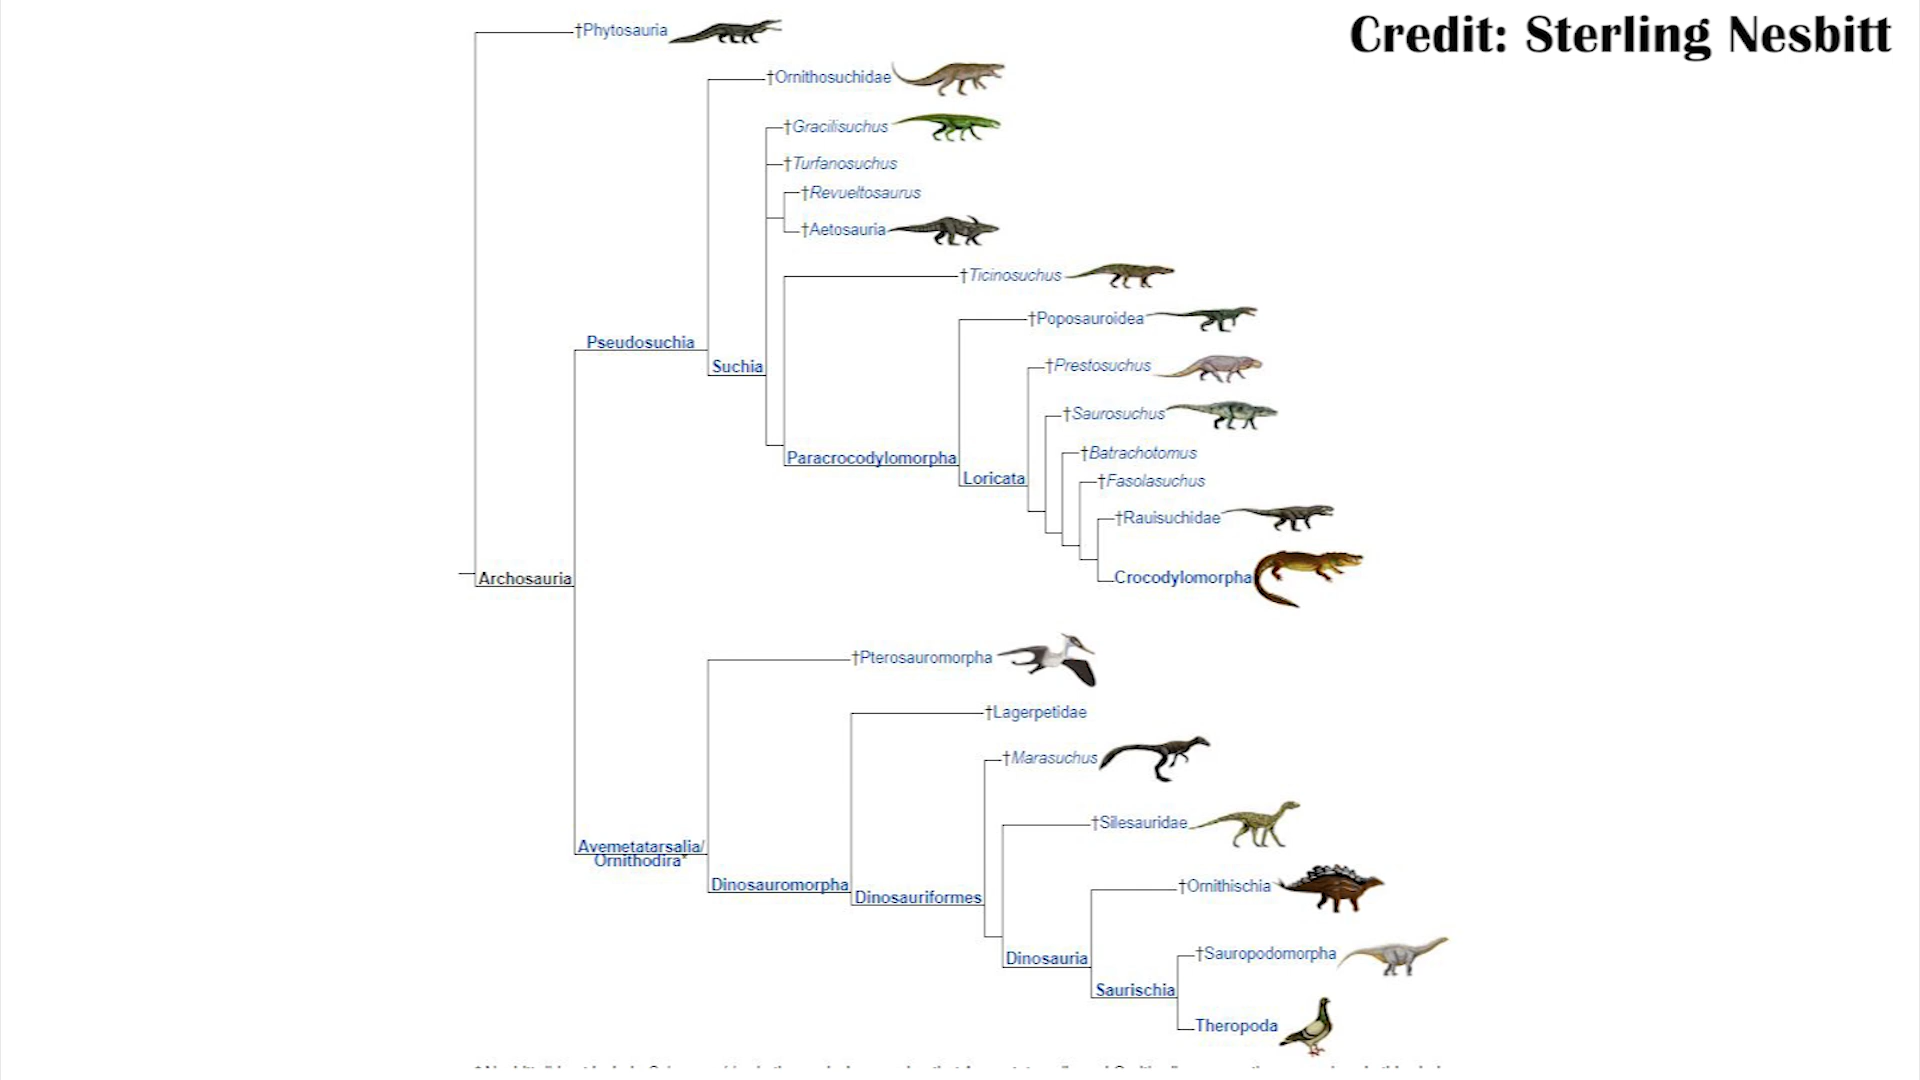 Credit: Sterling Nesbitt
†Phytosauria
†Ornithosuchidae
†Gracilisuchus
†Turfanosuchus
†Revueltosaurus
†Aetosauria
†Ticinosuchus
†Poposauroidea
Pseudosuchia
Suchia
†Prestosuchus
†Saurosuchus
†Batrachotomus
Paracrocodylomorpha
Loricata
†Fasolasuchus
†Rauisuchidae
Archosauria
Crocodylomorpha
†Pterosauromorpha
†Lagerpetidae
†Marasuchus
†Silesauridae
Avemetatarsalia/
Ornithodira*
Dinosauromorpha
†Ornithischia
Dinosauriformes
†Sauropodomorpha
Dinosauria
Saurischia
Theropoda